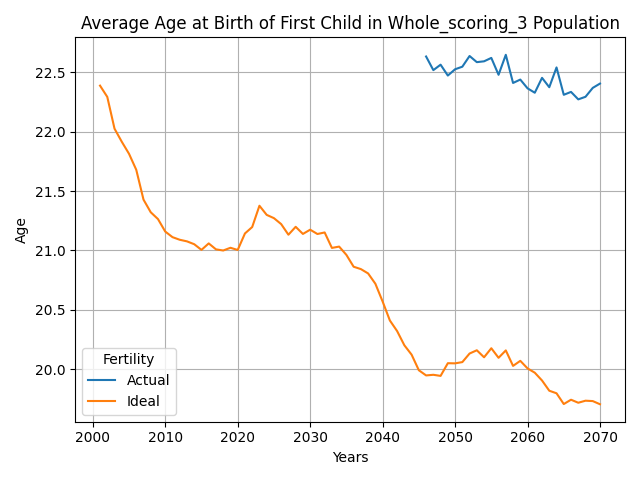 Average Age at Birth of First Child in Whole_scoring_3 Population
22.5
22.0
21.5
21.0
20.5
20.0
Age
Fertility
Actual
Ideal
2000 2010 2020 2030 2040 2050 2060 2070
Years